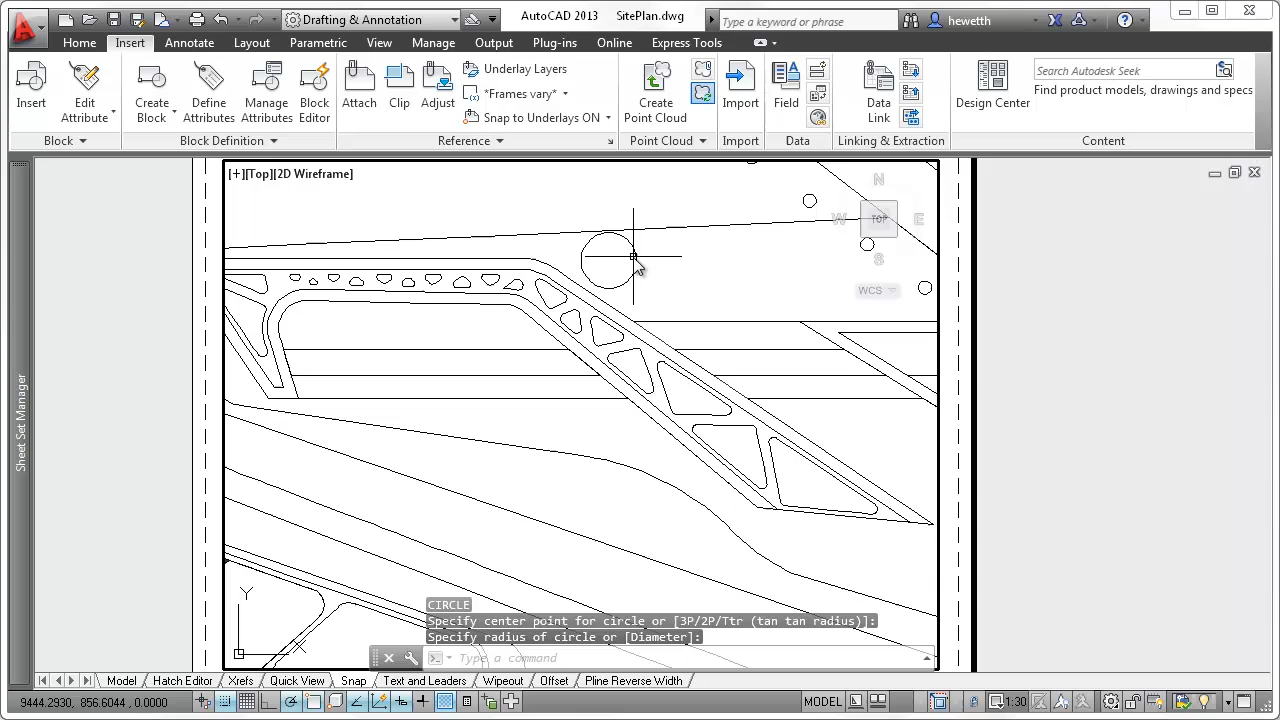 Drafting & Annotation
AutoCAD 2013 SitePlan.dwg
Type a keyword or phrase
hewetth
Home Insert Annotate Layout Parametric View Manage Output Plug-ins Online Express Tools
Insert
Edit
Attribute
Create
Block
Define
Attributes
Manage
Attributes
Block
Editor
Attach
Clip
Adjust
Underlay Layers
*Frames vary*
Snap to Underlays ON
Create
Point Cloud
Import
Field
Data
Link
Design Center
Search Autodesk Seek
Find product models, drawings and specs
Block
Block Definition
Reference
Point Cloud
Import
Data
Linking & Extraction
Content
[+][Top][2D Wireframe]
N
W
TOP
E
S
WCS
Sheet Set Manager
Y
X
CIRCLE
Specify center point for circle or [3P/2P/Ttr (tan tan radius)]:
Specify radius of circle or [Diameter]:
Type a command
Model Hatch Editor Xrefs Quick View Snap Text and Leaders Wipeout Offset Pline Reverse Width
9444.2930, 856.6044 , 0.0000
MODEL
1:30